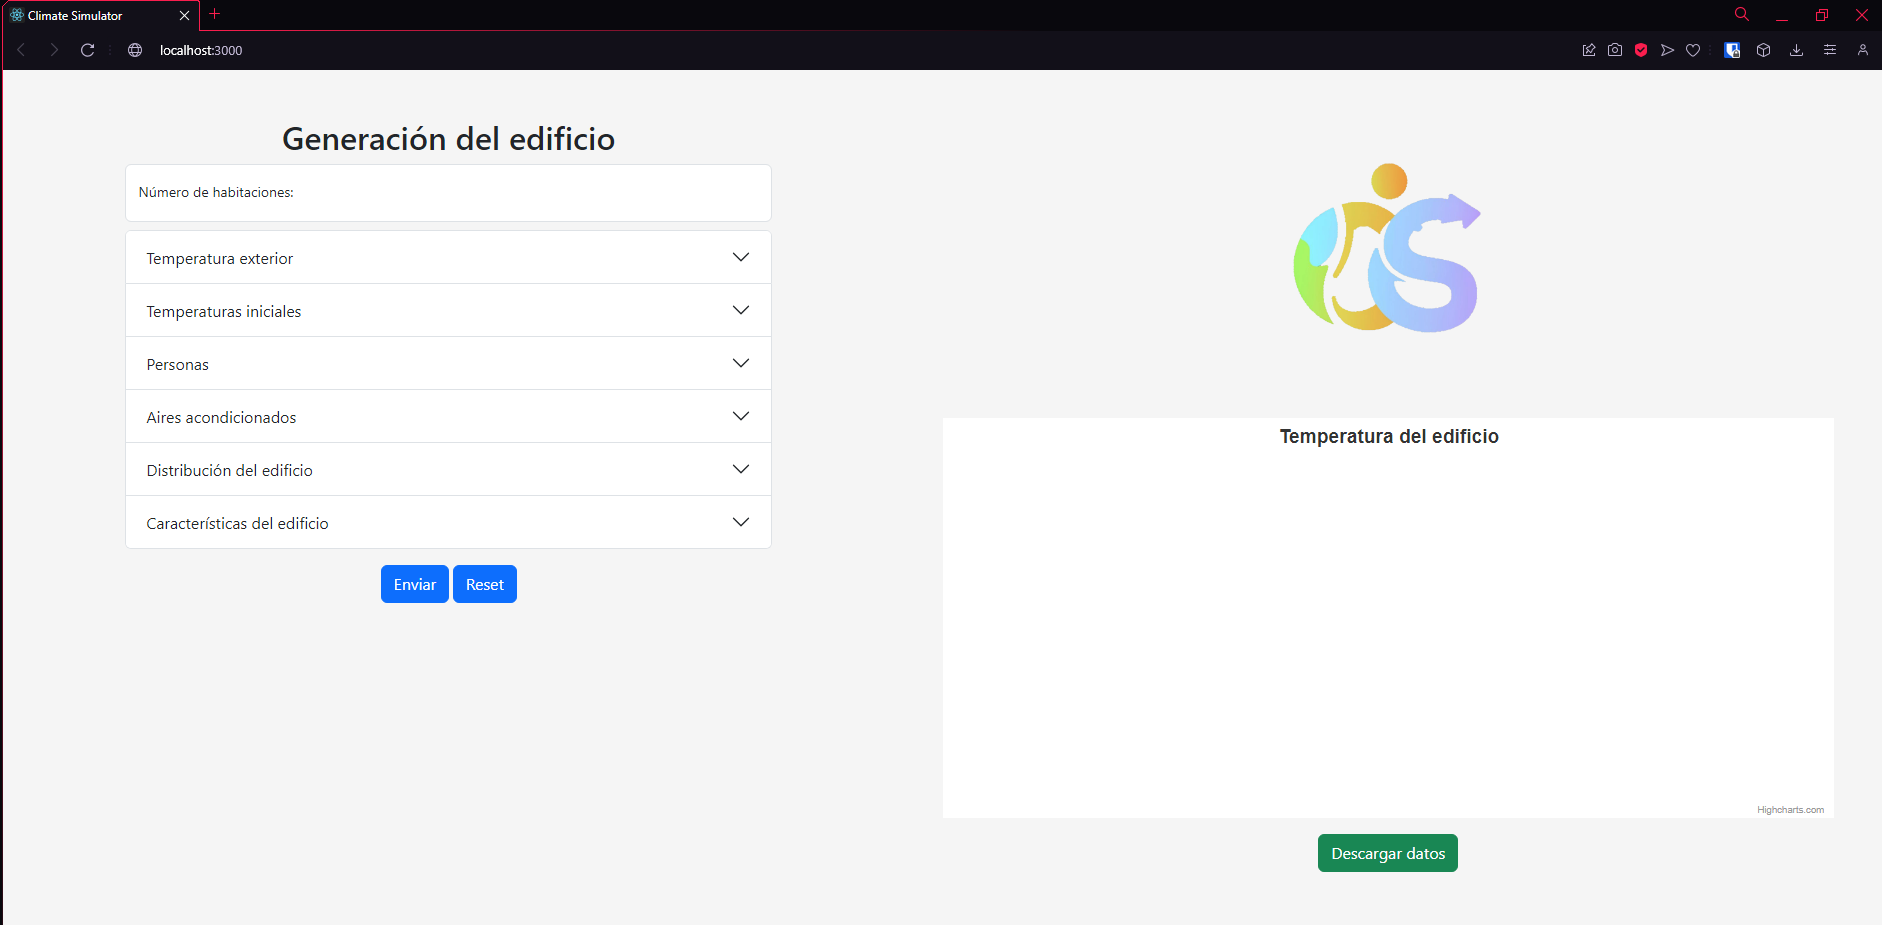 Climate Simulator
localhost:3000
Generación del edificio
Número de habitaciones:
Temperatura exterior
Temperaturas iniciales
Personas
Aires acondicionados
Distribución del edificio
Características del edificio
Enviar Reset
CS
Temperatura del edificio
Highcharts.com
Descargar datos